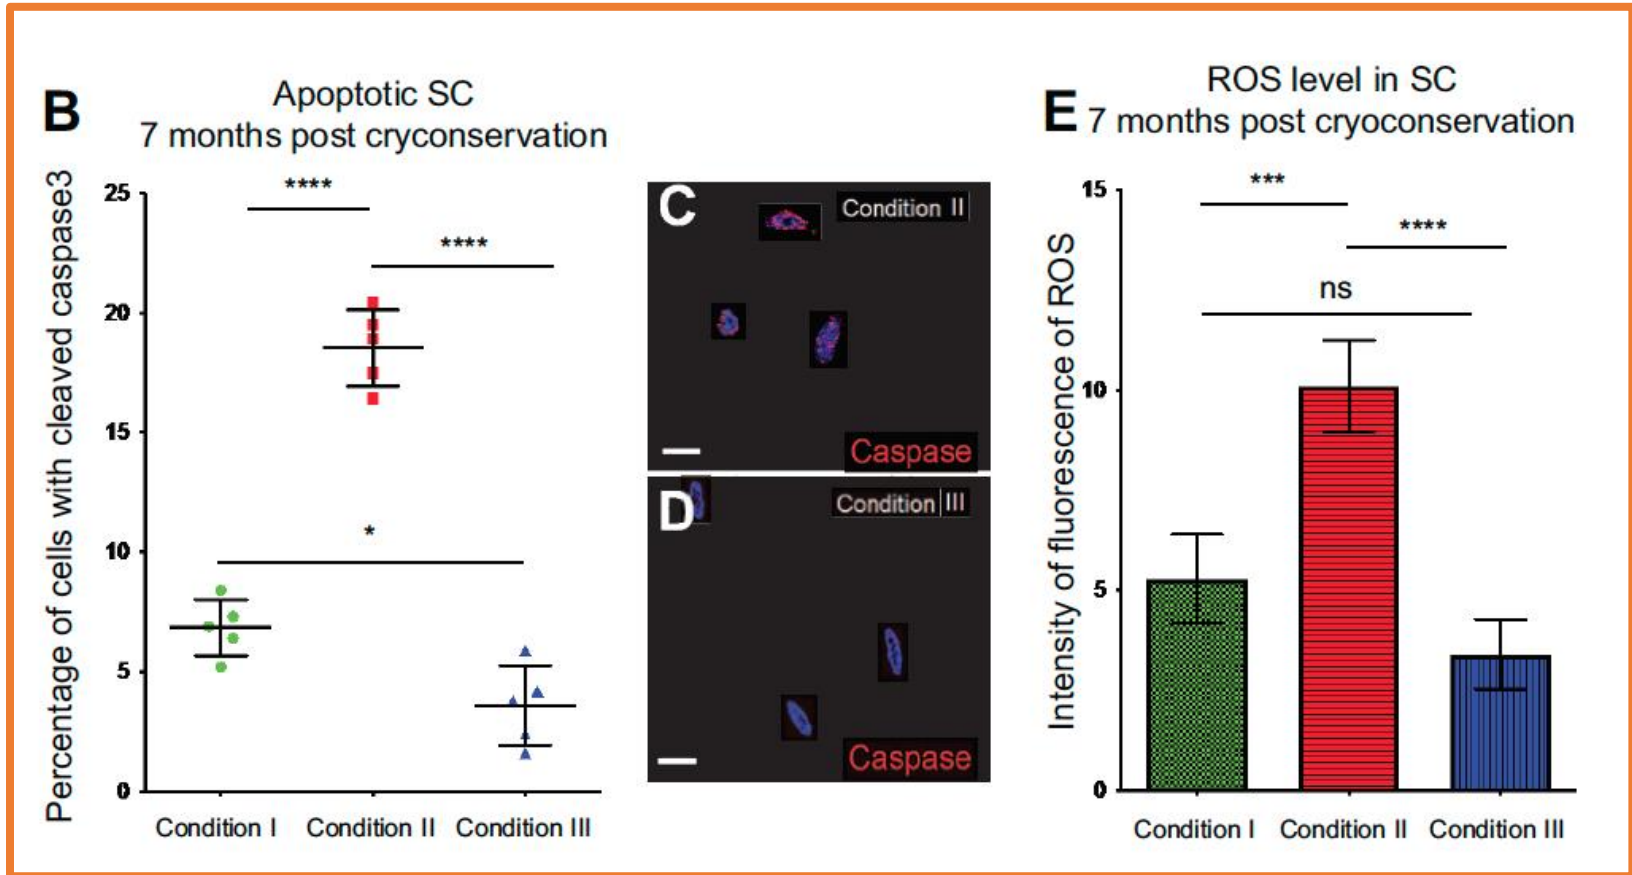 B
Apoptotic SC
7 months post cryconservation
Percentage of cells with cleaved caspase3
25
20
15
10
5
0
****
****
*
Condition I
Condition II
Condition III
C
Condition II
Caspase
D
Condition III
Caspase
E
ROS level in SC
7 months post cryoconservation
Intensity of fluorescence of ROS
15
10
5
0
***
****
ns
Condition I
Condition II
Condition III